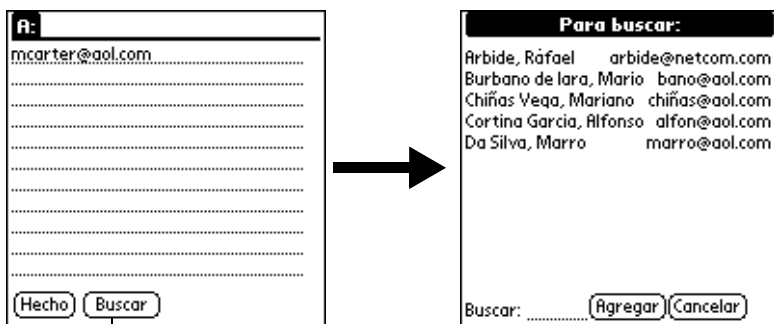 A:
mcarter@aol.com
Hecho Buscar
Para buscar:
Arbide, Ráfael arbide@netcom.com
Burbano de lara, Mario bano@aol.com
Chiñas Vega, Mariano chiñas@aol.com
Cortina Garcia, Alfonso alfon@aol.com
Da Silva, Marro marro@aol.com
Buscar: Agregar Cancelar